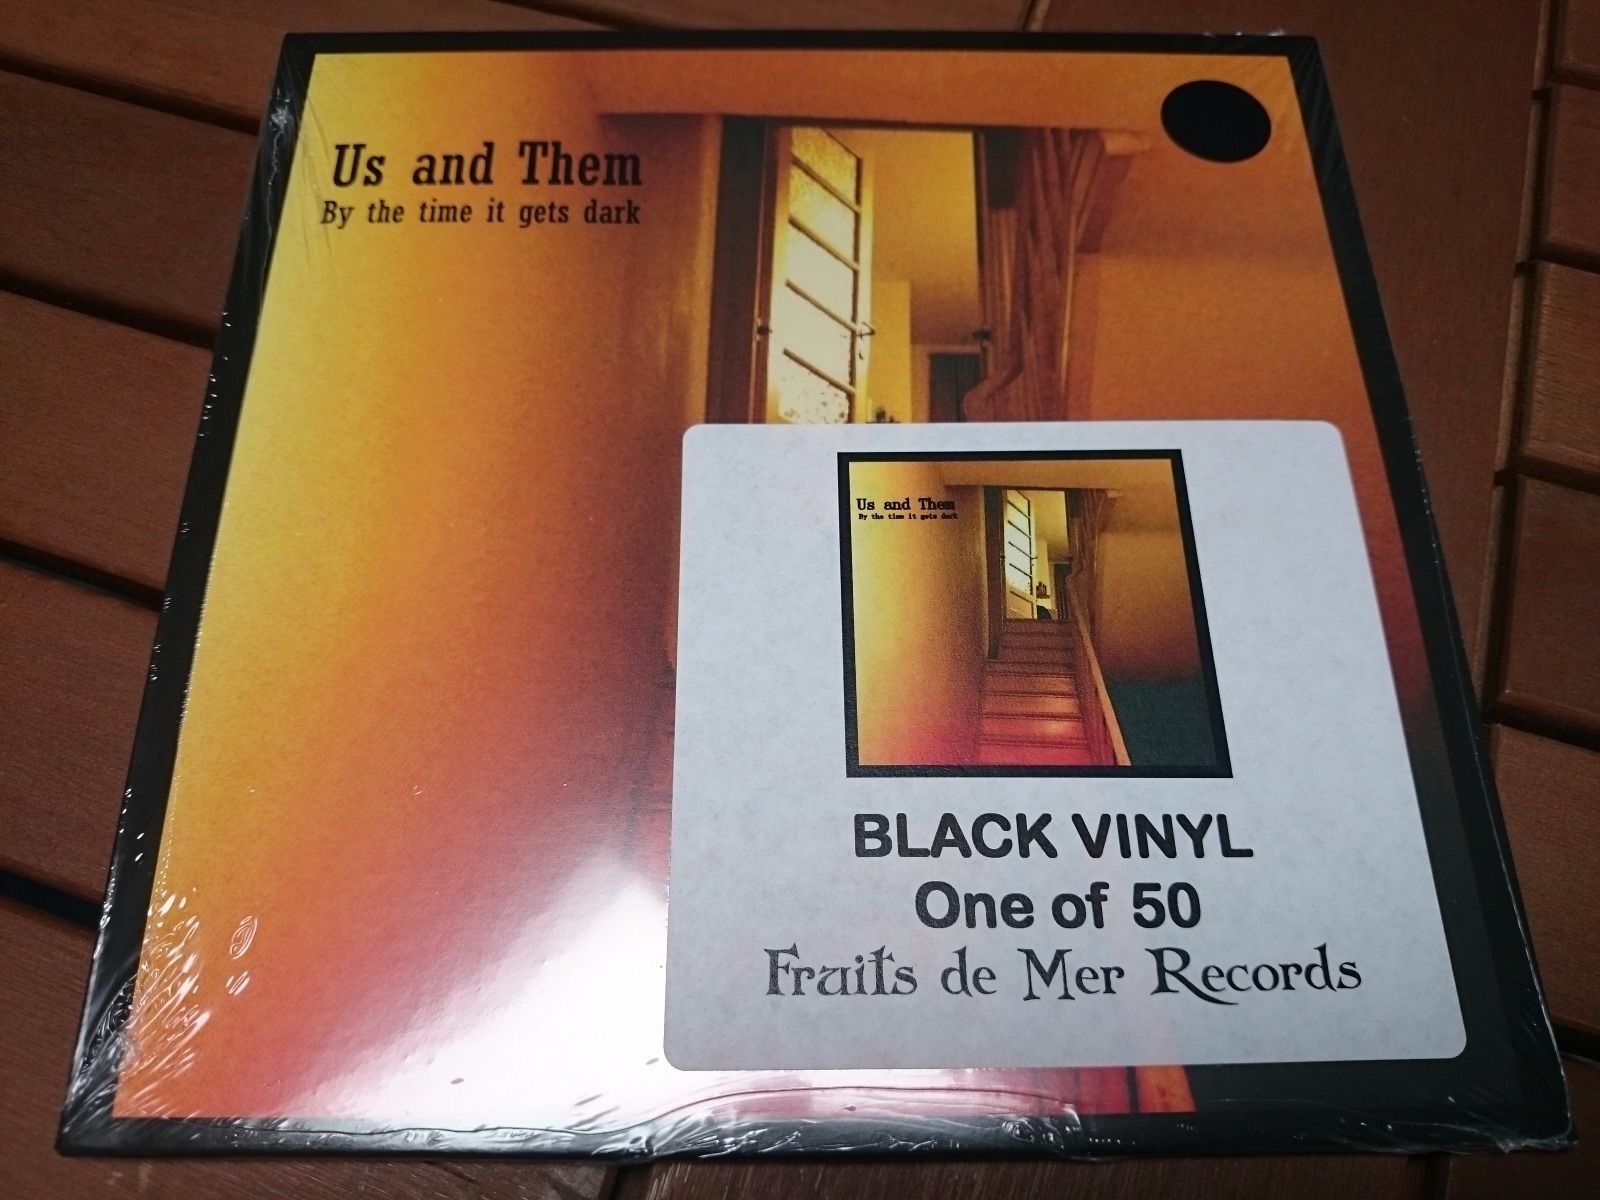 Us and Them
By the time it gets dark
Us and Them
By the time it gets dark
BLACK VINYL
One of 50
Fruits de Mer Records